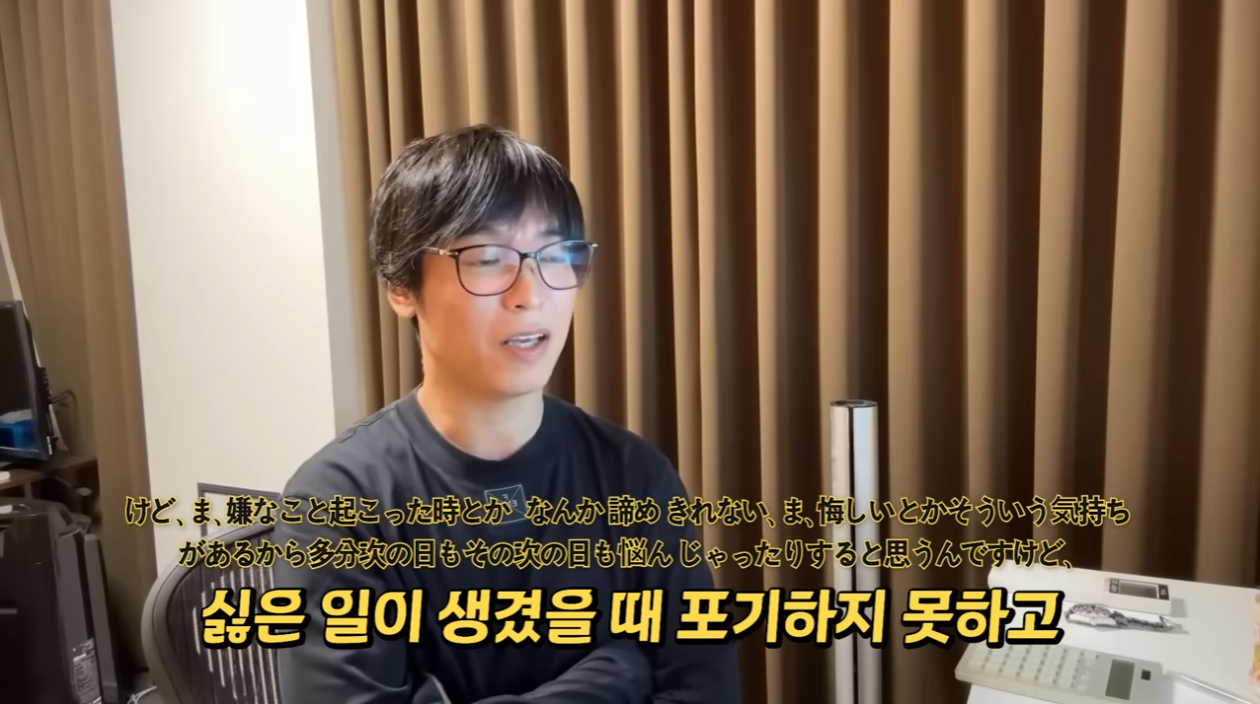 けど、ま、嫌なこと起こった時とか なんか 諦め きれない、ま、悔しいとかそういう気持ち
があるから多分次の日もその次の日も悩ん じゃったりすると思うんですけど、
싫은 일이 생겼을 때 포기하지 못하고